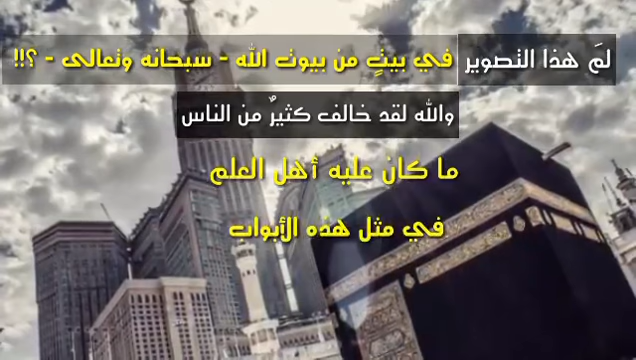 لمَ هذا التصوير في بيتٍ من بيوت الله - سبحانه وتعالى - ؟!!
والله لقد خالف كثيرٌ من الناس
ما كان عليه أهل العلم
في مثل هذه الأبواب